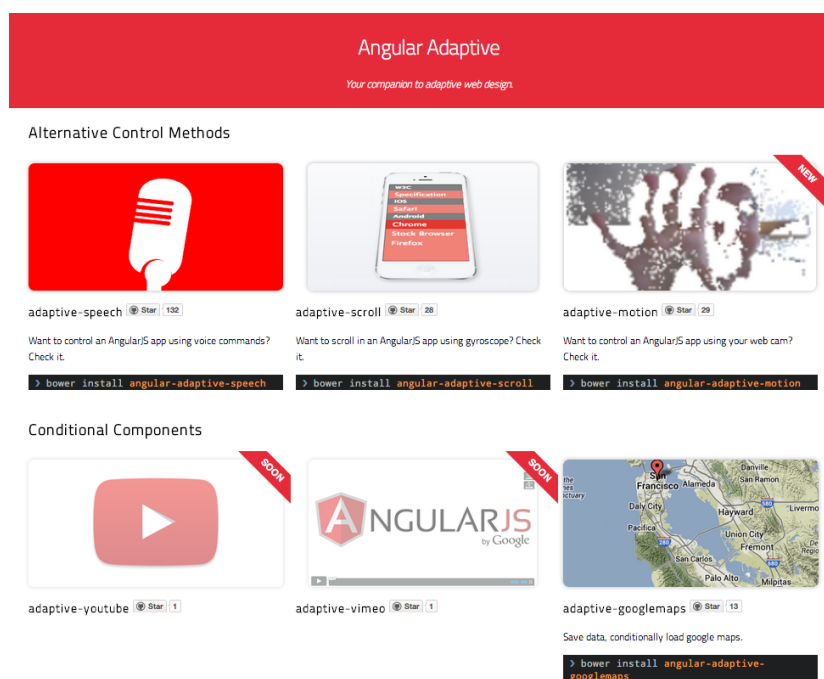 Angular Adaptive
Your companion to adaptive web design.
Alternative Control Methods
W3C
Specification
iOS
Safari
Android
Chrome
Stock Browser
Firefox
NEW
adaptive-speech Star 132
Want to control an AngularJS app using voice commands?
Check it.
❯ bower install angular-adaptive-speech
adaptive-scroll Star 28
Want to scroll in an AngularJS app using gyroscope? Check
it.
❯ bower install angular-adaptive-scroll
adaptive-motion Star 29
Want to control an AngularJS app using your web cam?
Check it.
❯ bower install angular-adaptive-motion
Conditional Components
SOON
adaptive-youtube Star 1
SOON
ANGULARJS
by Google
adaptive-vimeo Star 1
Danville
San Ramon
San
Francisco
Alameda
Daly City
Hayward
580
Livermo
Pacifica
Union City
280
Fremont
San Carlos
680
Palo Alto
Milpitas
adaptive-googlemaps Star 13
Save data, conditionally load google maps.
❯ bower install angular-adaptive-
googlemaps